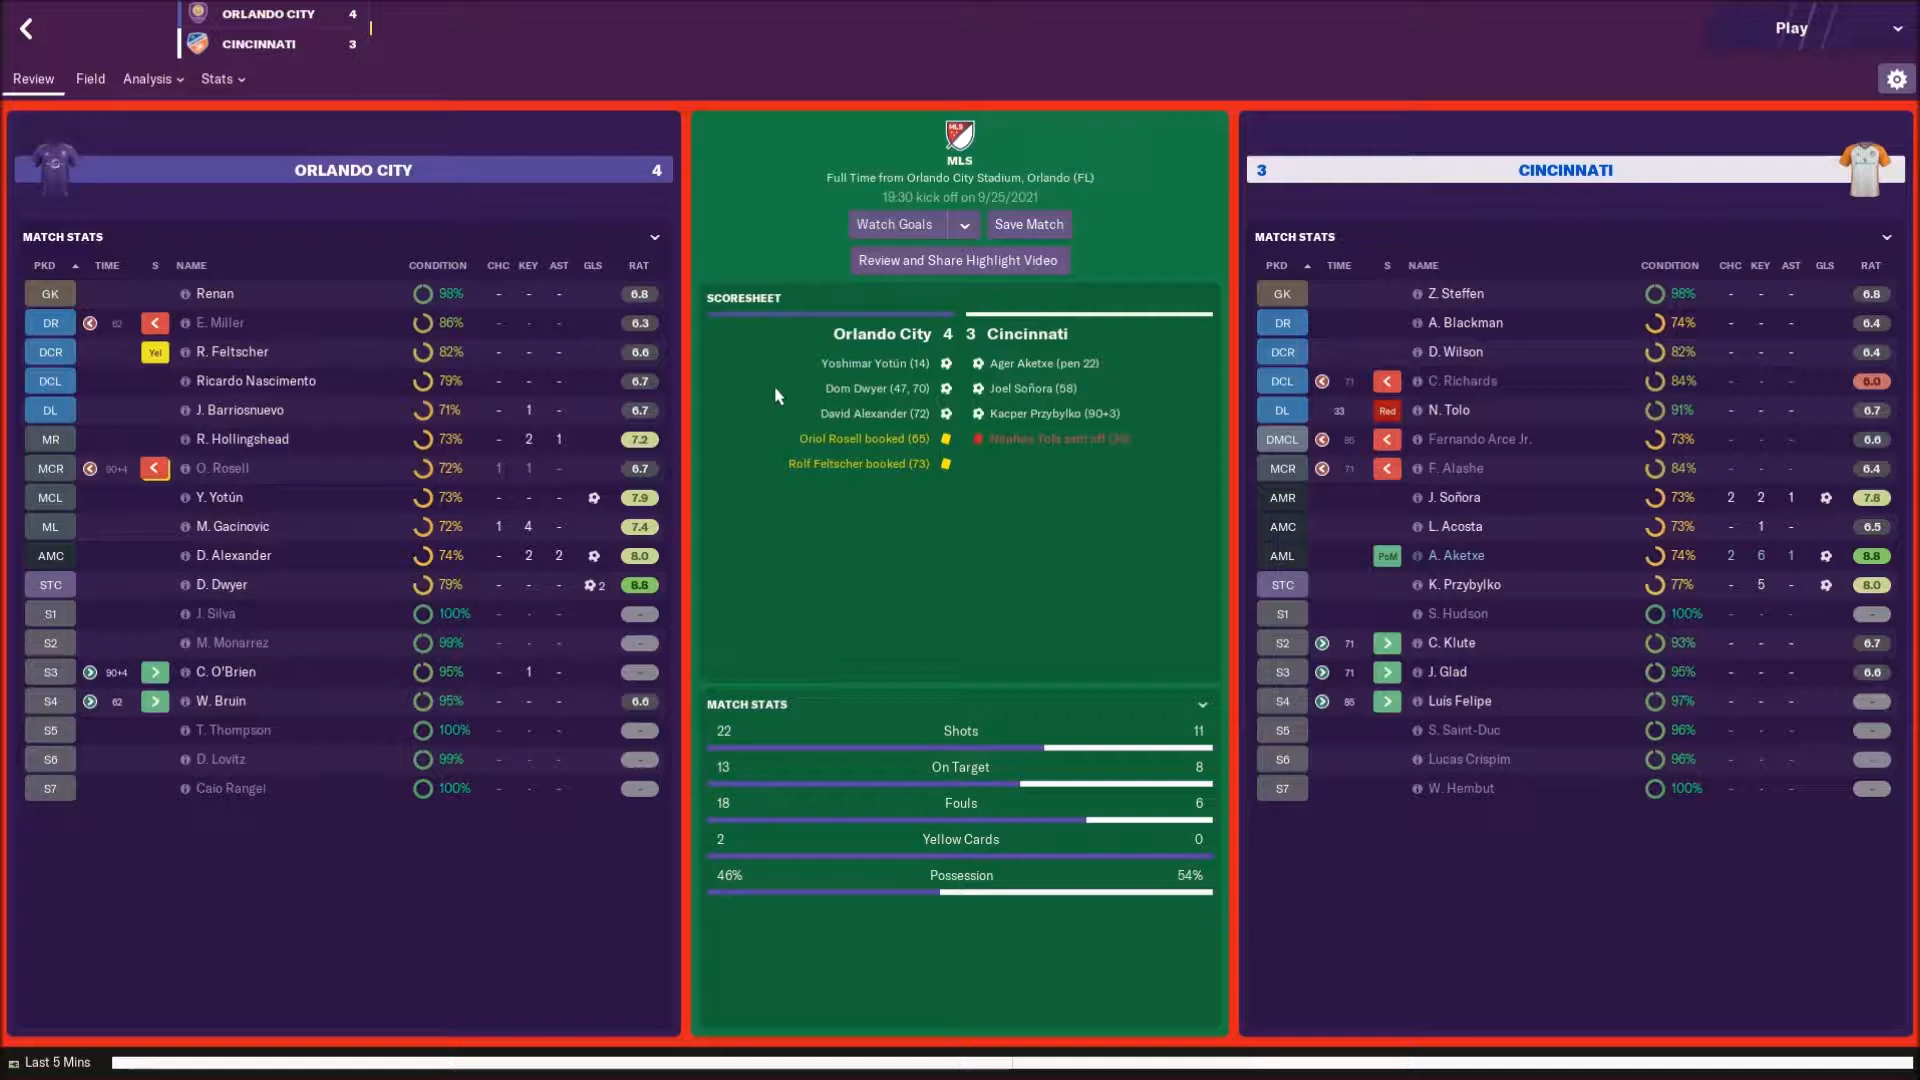 ORLANDO CITY 4
CINCINNATI 3
Play
Review Field Analysis Stats
ORLANDO CITY 4
MATCH STATS
PKD TIME S NAME CONDITION CHC KEY AST GLS RAT
GK Renan 98% - - - 6.8
DR 62 E. Miller 86% - - - 6.3
DCR Yel R. Feltscher 82% - - - 6.6
DCL Ricardo Nascimento 79% - - - 6.7
DL J. Barriosnuevo 71% - 1 - 6.7
MR R. Hollingshead 73% - 2 1 7.2
MCR 90+4 O. Rosell 72% 1 1 - 6.7
MCL Y. Yotún 73% - - - 7.9
ML M. Gacinovic 72% 1 4 - 7.4
AMC D. Alexander 74% - 2 2 8.0
STC D. Dwyer 79% - - - 2 8.8
S1 J. Silva 100% - - - -
S2 M. Monarrez 99% - - - -
S3 90+4 C. O'Brien 95% - 1 - -
S4 62 W. Bruin 95% - - - 6.6
S5 T. Thompson 100% - - - -
S6 D. Lovitz 99% - - - -
S7 Caio Rangel 100% - - - -
MLS
MLS
Full Time from Orlando City Stadium, Orlando (FL)
19:30 kick off on 9/25/2021
Watch Goals Save Match
Review and Share Highlight Video
SCORESHEET
Orlando City 4 3 Cincinnati
Yoshimar Yotún (14) Ager Aketxe (pen 22)
Dom Dwyer (47, 70) Joel Soñora (58)
David Alexander (72) Kacper Przybylko (90+3)
Oriol Rosell booked (65) Tolo sent off
Rolf Feltscher booked (73)
MATCH STATS
22 Shots 11
13 On Target 8
18 Fouls 6
2 Yellow Cards 0
46% Possession 54%
3 CINCINNATI
MATCH STATS
PKD TIME S NAME CONDITION CHC KEY AST GLS RAT
GK Z. Steffen 98% - - - 6.8
DR A. Blackman 74% - - - 6.4
DCR D. Wilson 82% - - - 6.4
DCL 71 C. Richards 84% - - - 6.0
DL 33 Red N. Tolo 91% - - - 6.7
DMCL 85 Fernando Arce Jr. 73% - - - 6.6
MCR 71 F. Alashe 84% - - - 6.4
AMR J. Soñora 73% 2 2 1 7.8
AMC L. Acosta 73% - 1 - 6.5
AML PoM A. Aketxe 74% 2 6 1 8.8
STC K. Przybylko 77% - 5 - 8.0
S1 S. Hudson 100% - - - -
S2 71 C. Klute 93% - - - 6.7
S3 71 J. Glad 95% - - - 6.6
S4 85 Luís Felipe 97% - - - -
S5 S. Saint-Duc 96% - - - -
S6 Lucas Crispim 96% - - - -
S7 W. Hembut 100% - - - -
Last 5 Mins